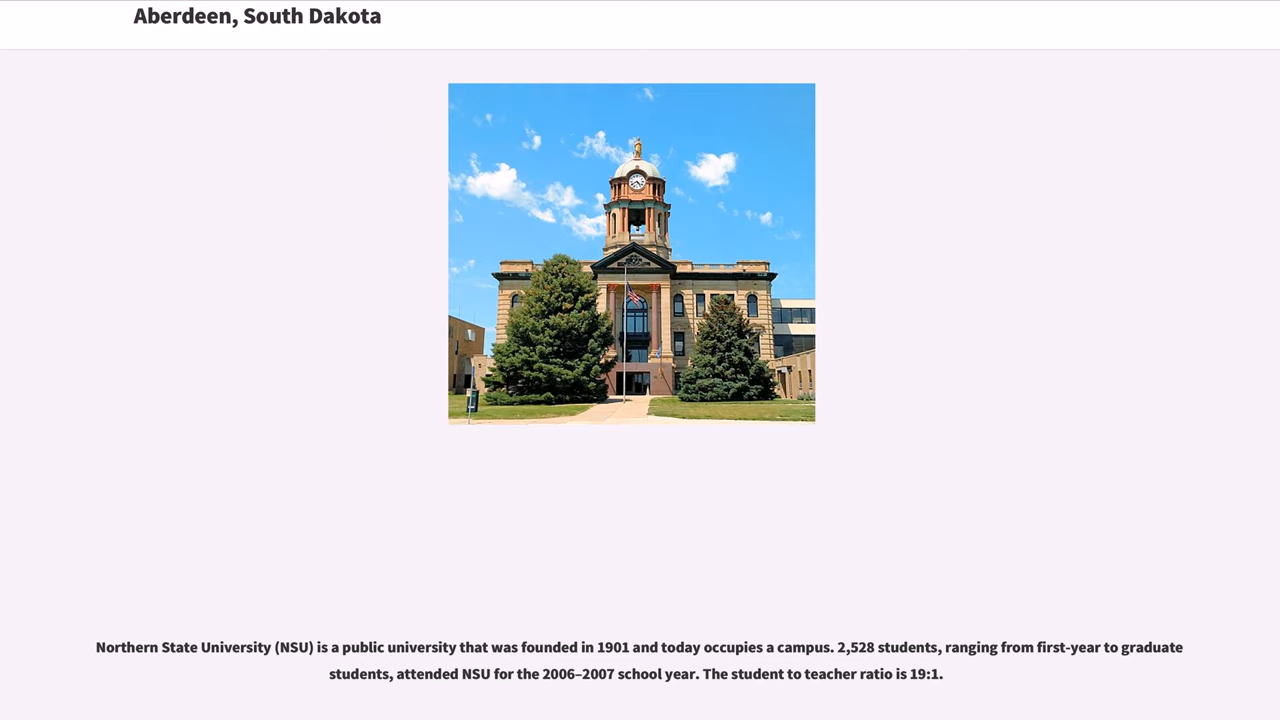 Aberdeen, South Dakota
Northern State University (NSU) is a public university that was founded in 1901 and today occupies a campus. 2,528 students, ranging from first-year to graduate
students, attended NSU for the 2006–2007 school year. The student to teacher ratio is 19:1.